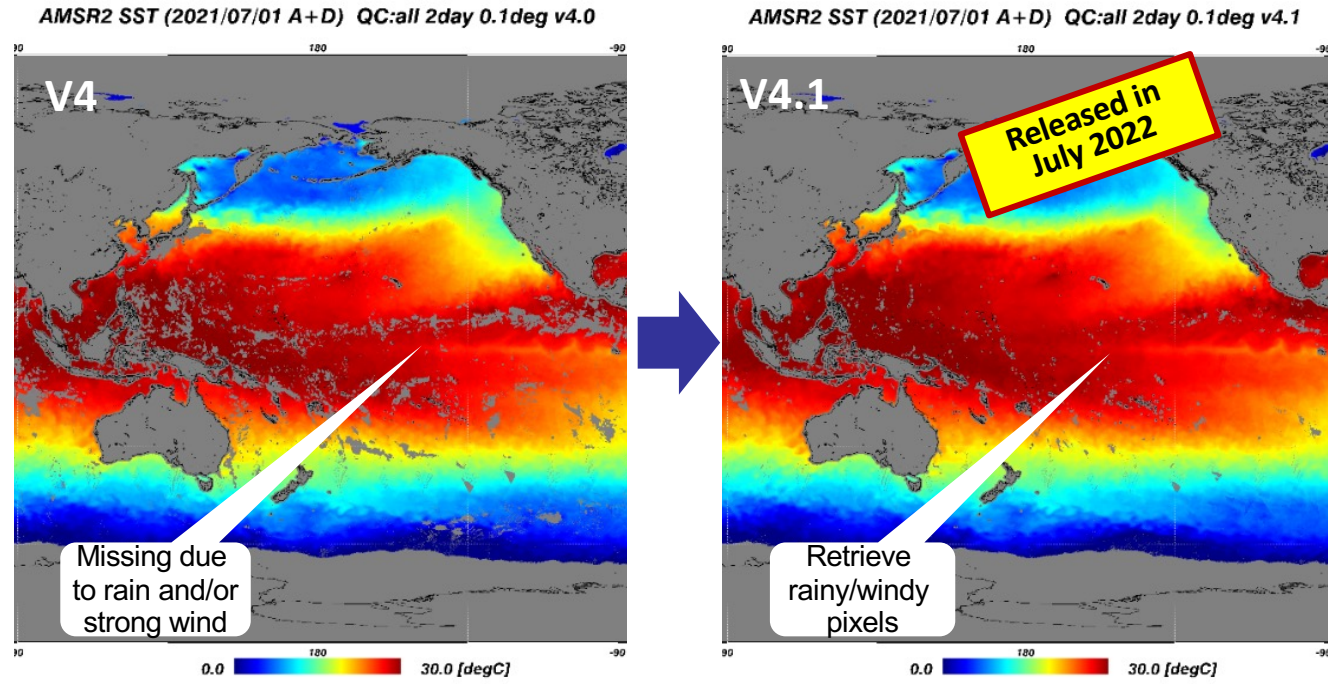 AMSR2 SST (2021/07/01 A+D) QC:all 2day 0.1deg v4.0
90
180
-90
V4
Missing due
to rain and/or
strong wind
90
180
-90
0.0
30.0 [degC]
AMSR2 SST (2021/07/01 A+D) QC:all 2day 0.1deg v4.1
90
180
-90
V4.1
Released in
July 2022
Retrieve
rainy/windy
pixels
90
180
-90
0.0
30.0 [degC]